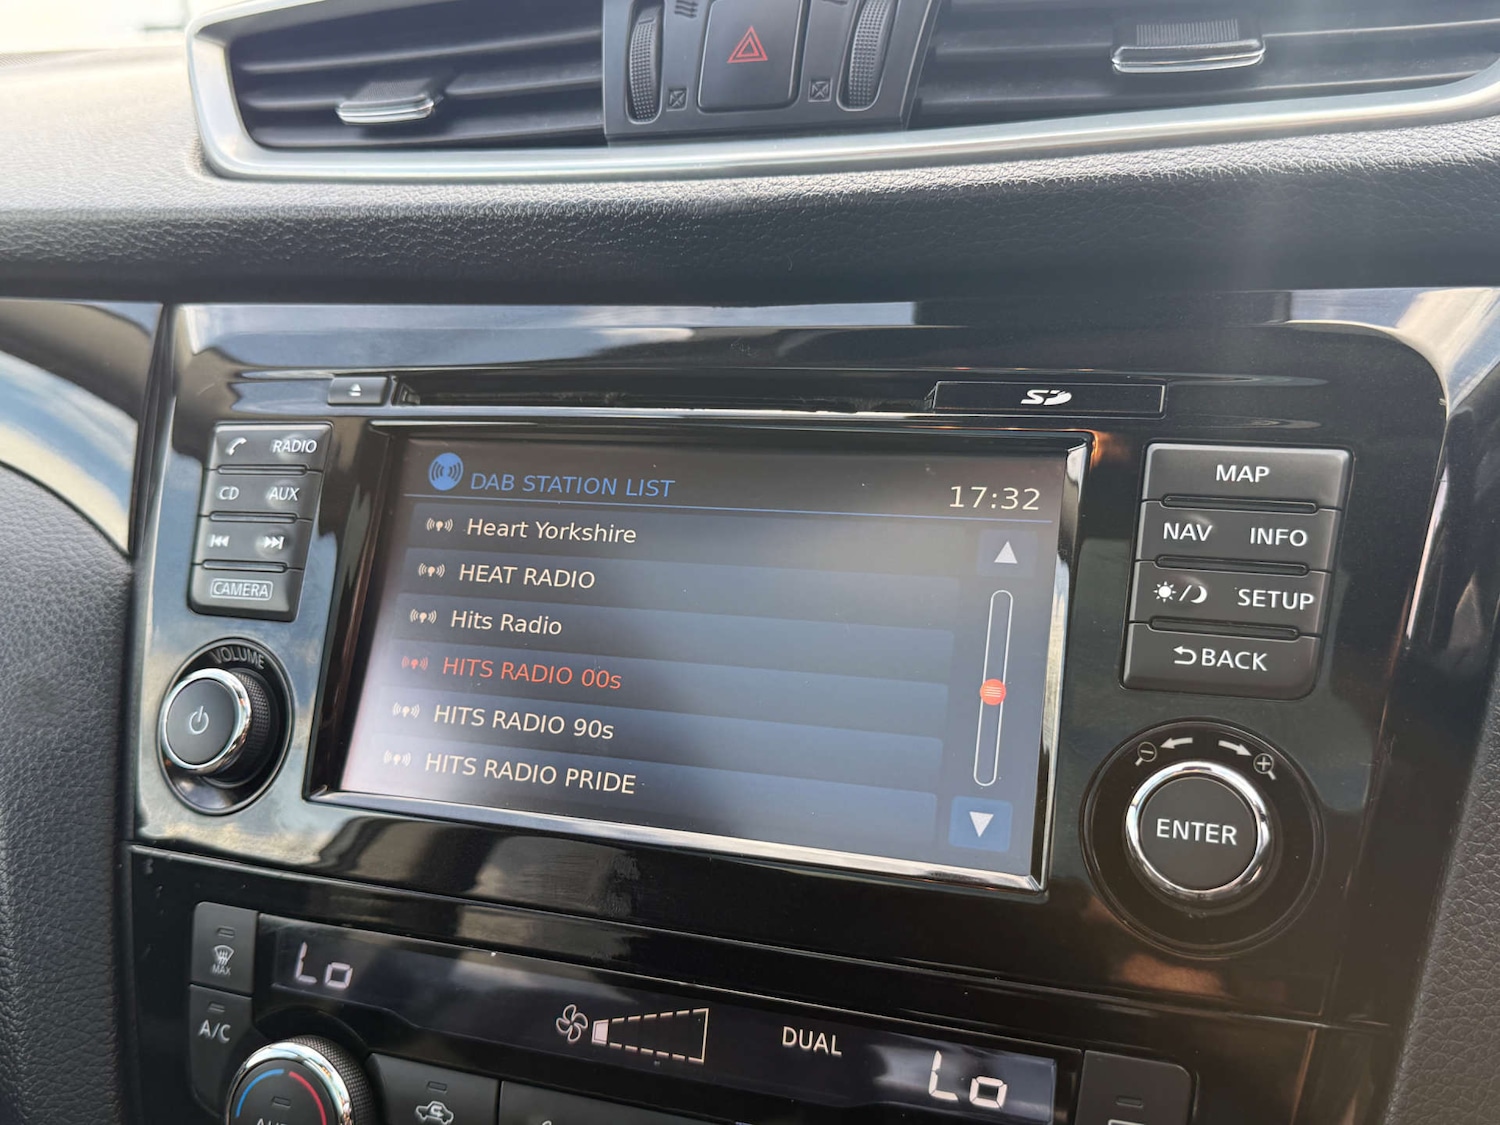 SD
RADIO
CD AUX
CAMERA
VOLUME
DAB STATION LIST
17:32
Heart Yorkshire
HEAT RADIO
Hits Radio
HITS RADIO 00s
HITS RADIO 90s
HITS RADIO PRIDE
MAP
NAV INFO
SETUP
BACK
ENTER
MAX
A/C
Lo
DUAL
Lo